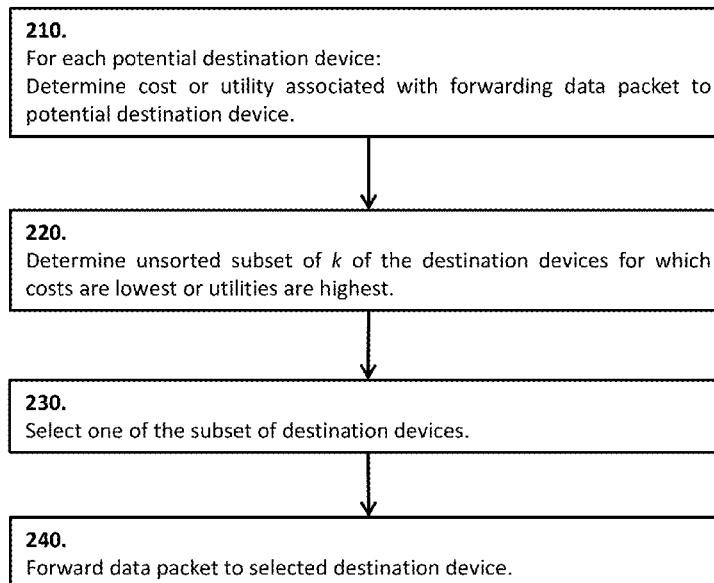 210.
For each potential destination device:
Determine cost or utility associated with forwarding data packet to
potential destination device.
220.
Determine unsorted subset of k of the destination devices for which
costs are lowest or utilities are highest.
230.
Select one of the subset of destination devices.
240.
Forward data packet to selected destination device.